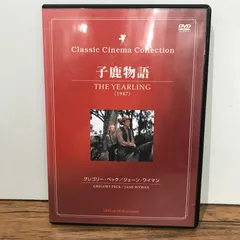 DVD
Classic Cinema Collection
子鹿物語
THE YEARLING
(1947)
グレゴリー・ペック/ジェーン・ワイマン
GREGORY PECK / JANE WYMAN